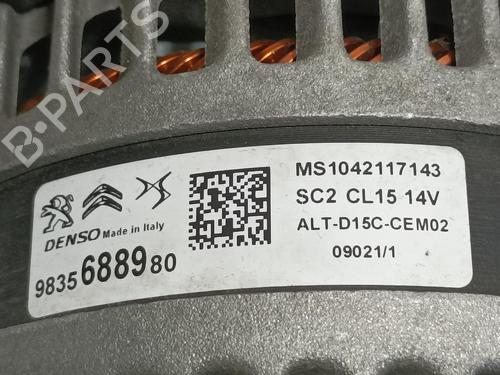 B-PARTS
MS1042117143
SC2 CL15 14V
DENSO Made in Italy
ALT-D15C-CEM02
9835688980
09021/1